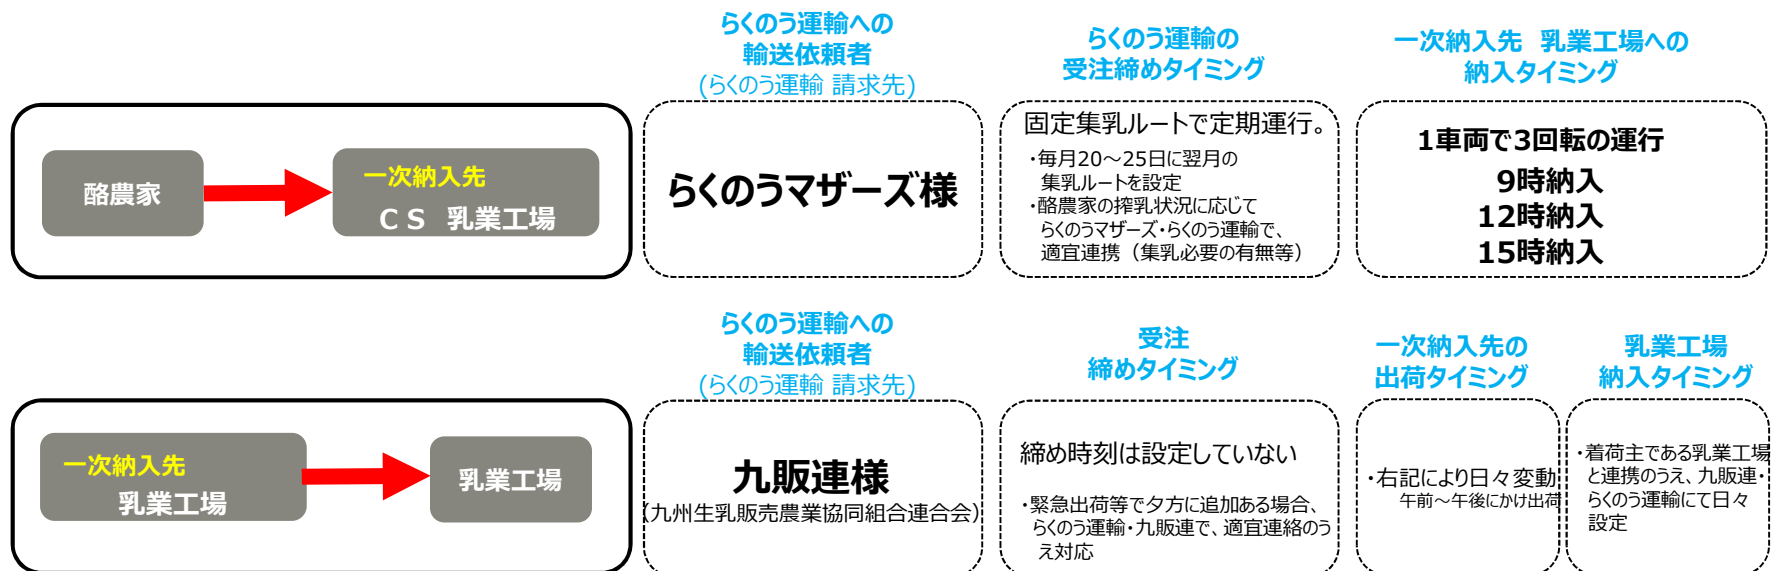 らくのう運輸への
輸送依頼者
(らくのう運輸 請求先)
らくのう運輸の
受注締めタイミング
一次納入先 乳業工場への
納入タイミング
酪農家
一次納入先
ＣＳ 乳業工場
らくのうマザーズ様
固定集乳ルートで定期運行。
・毎月20～25日に翌月の
集乳ルートを設定
・酪農家の搾乳状況に応じて
らくのうマザーズ・らくのう運輸で、
適宜連携（集乳必要の有無等）
1車両で3回転の運行
9時納入
12時納入
15時納入
らくのう運輸への
輸送依頼者
(らくのう運輸 請求先)
受注
締めタイミング
一次納入先の
出荷タイミング
乳業工場
納入タイミング
一次納入先
乳業工場
乳業工場
九販連様
(九州生乳販売農業協同組合連合会)
締め時刻は設定していない
・緊急出荷等で夕方に追加ある場合、
らくのう運輸・九販連で、適宜連絡のう
え対応
・右記により日々変動
午前～午後にかけ出荷
・着荷主である乳業工場
と連携のうえ、九販連・
らくのう運輸にて日々
設定